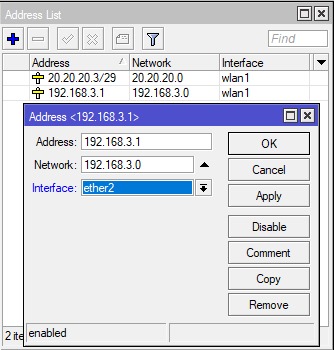 Address List
Find
Address Network Interface
20.20.20.3/29 20.20.20.0 wlan1
192.168.3.1 192.168.3.0 wlan1
Address <192.168.3.1>
Address: 192.168.3.1
Network: 192.168.3.0
Interface: ether2
OK
Cancel
Apply
Disable
Comment
Copy
Remove
2 ite
enabled